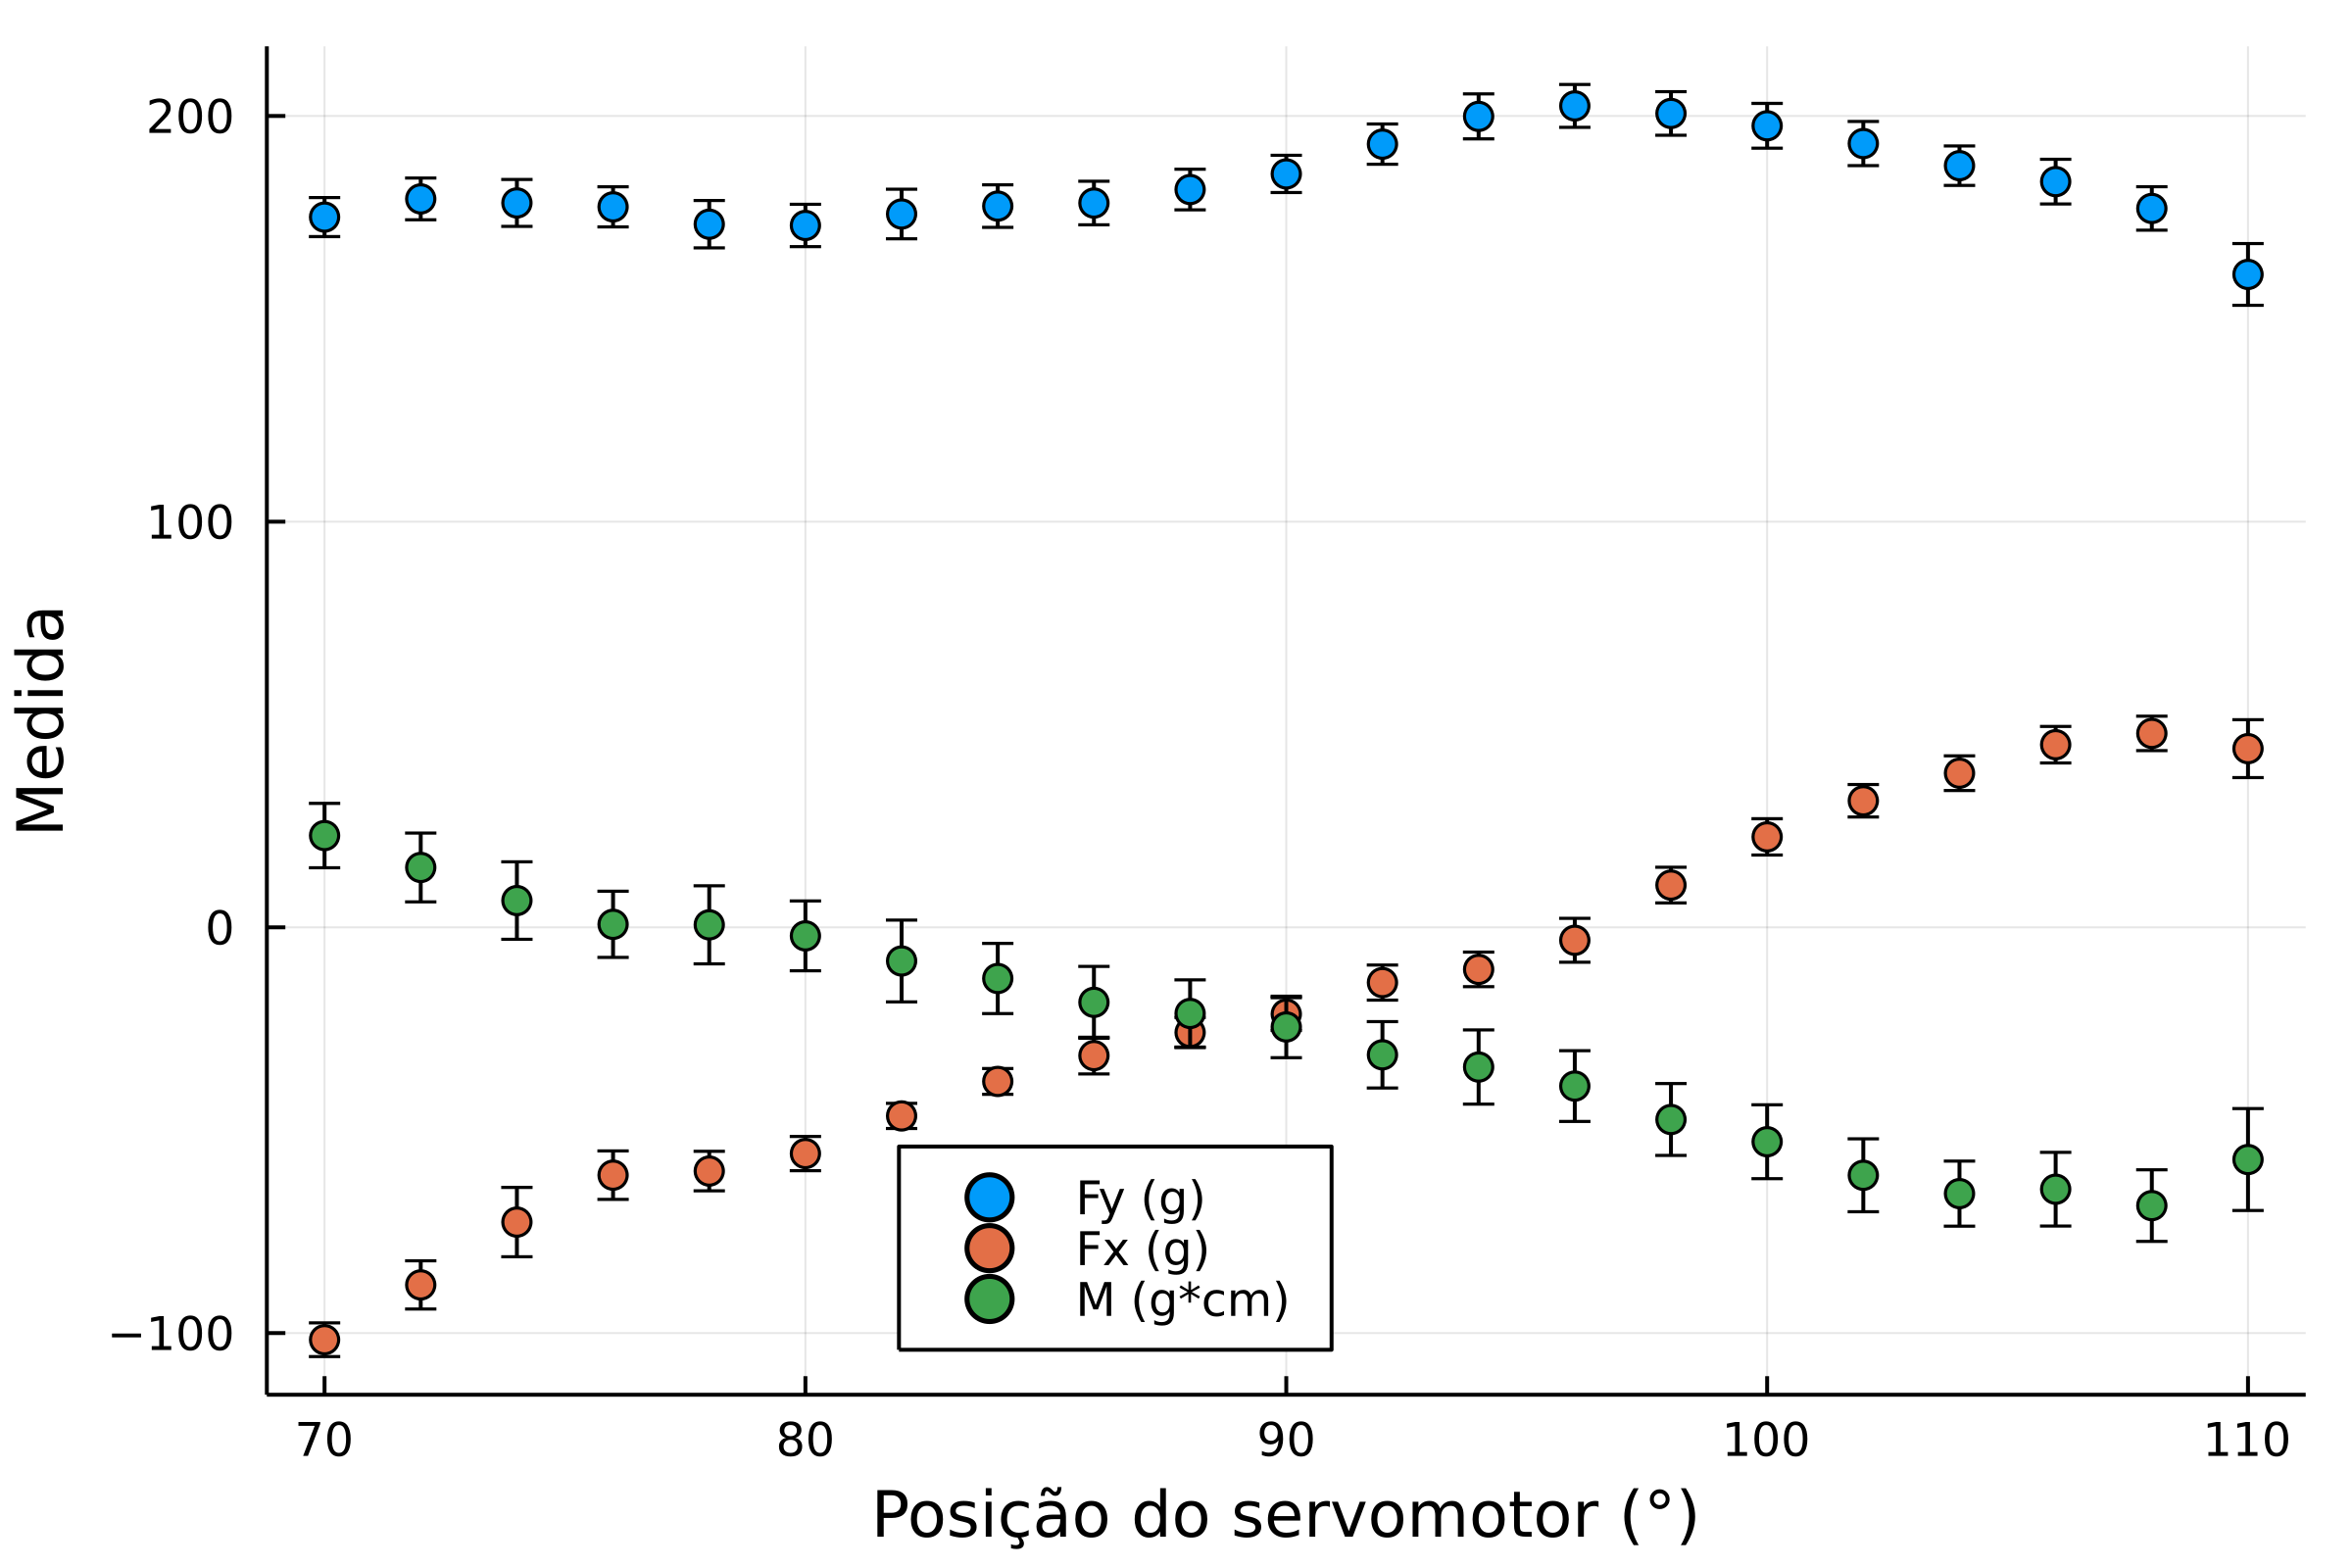 200
100
0
−100
Medida
Fy (g)
Fx (g)
M (g*cm)
70 80 90 100 110
Posição do servomotor (°)